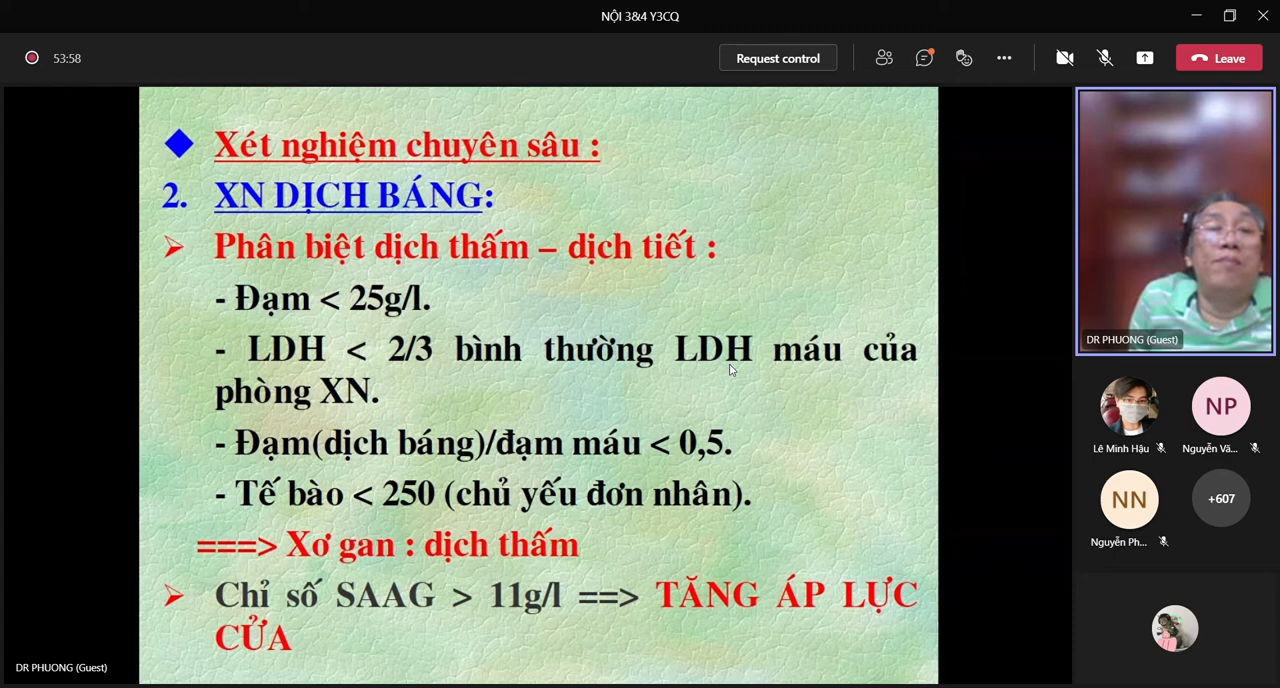 NỘI 3&4 Y3CQ
53:58
Request control
Leave
Xét nghiệm chuyên sâu :
2. XN DỊCH BÁNG:
Phân biệt dịch thấm – dịch tiết :
- Đạm < 25g/l.
- LDH < 2/3 bình thường LDH máu của
phòng XN.
- Đạm(dịch báng)/đạm máu < 0,5.
- Tế bào < 250 (chủ yếu đơn nhân).
===> Xơ gan : dịch thấm
Chỉ số SAAG > 11g/l ==> TĂNG ÁP LỰC
CỬA
DR PHUONG (Guest)
DR PHUONG (Guest)
Lê Minh Hậu
NP
Nguyễn Vă...
NN
Nguyễn Ph...
+607